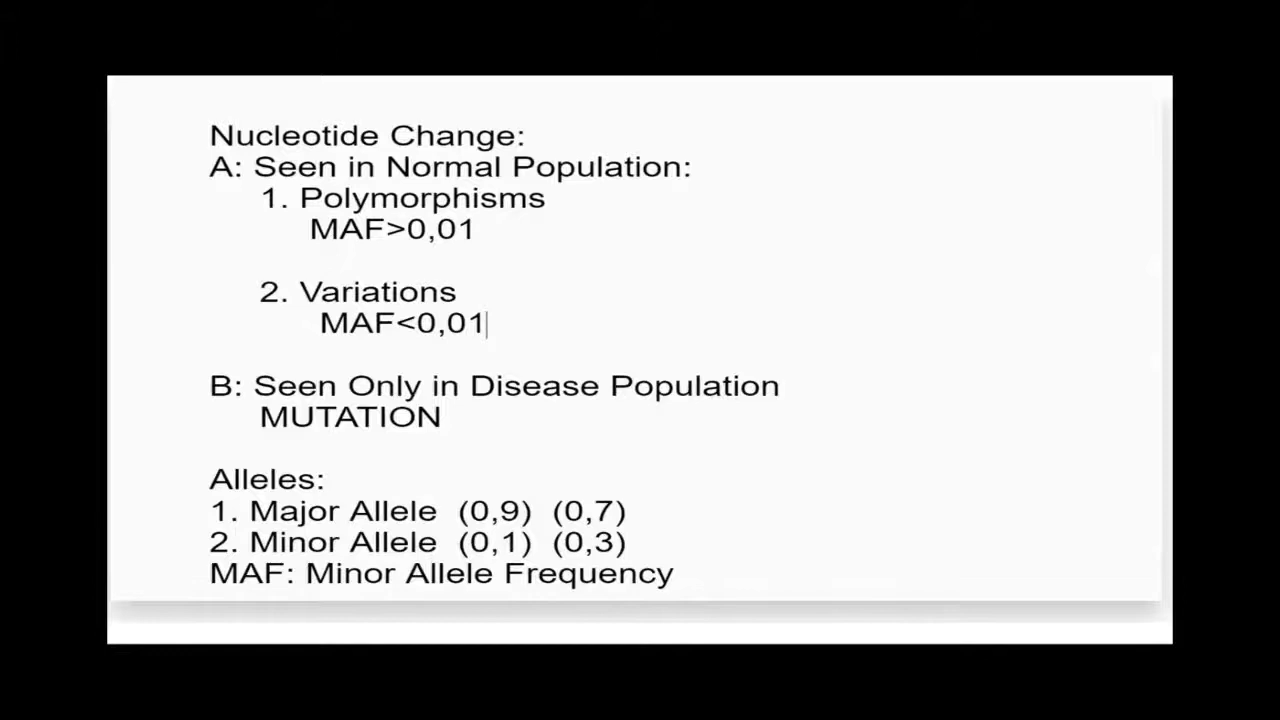 Nucleotide Change:
A: Seen in Normal Population:
1. Polymorphisms
MAF>0,01
2. Variations
MAF<0,01
B: Seen Only in Disease Population
MUTATION
Alleles:
1. Major Allele (0,9) (0,7)
2. Minor Allele (0,1) (0,3)
MAF: Minor Allele Frequency